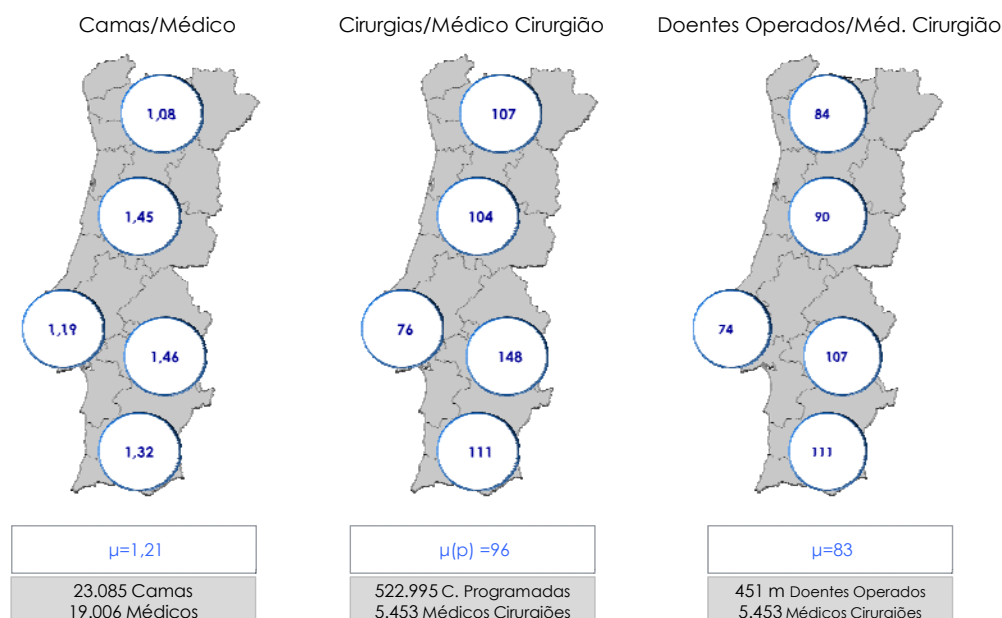 Camas/Médico
Cirurgias/Médico Cirurgião
Doentes Operados/Méd. Cirurgião
1,08
1,45
1,19
1,46
1,32
107
104
76
148
111
84
90
74
107
111
µ=1,21
µ(p) =96
µ=83
23.085 Camas
19.006 Médicos
522.995 C. Programadas
5.453 Médicos Cirurgiões
451 m Doentes Operados
5.453 Médicos Cirurgiões